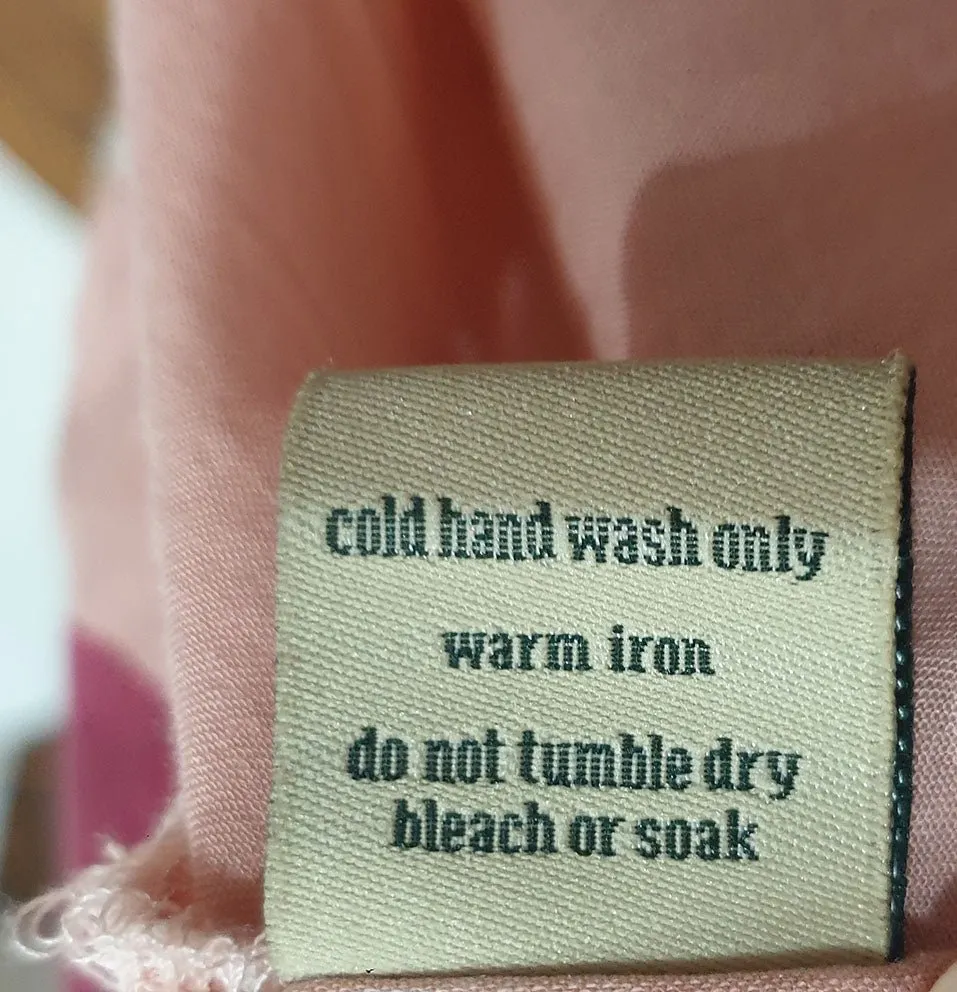 cold hand wash only
warm iron
do not tumble dry
bleach or soak